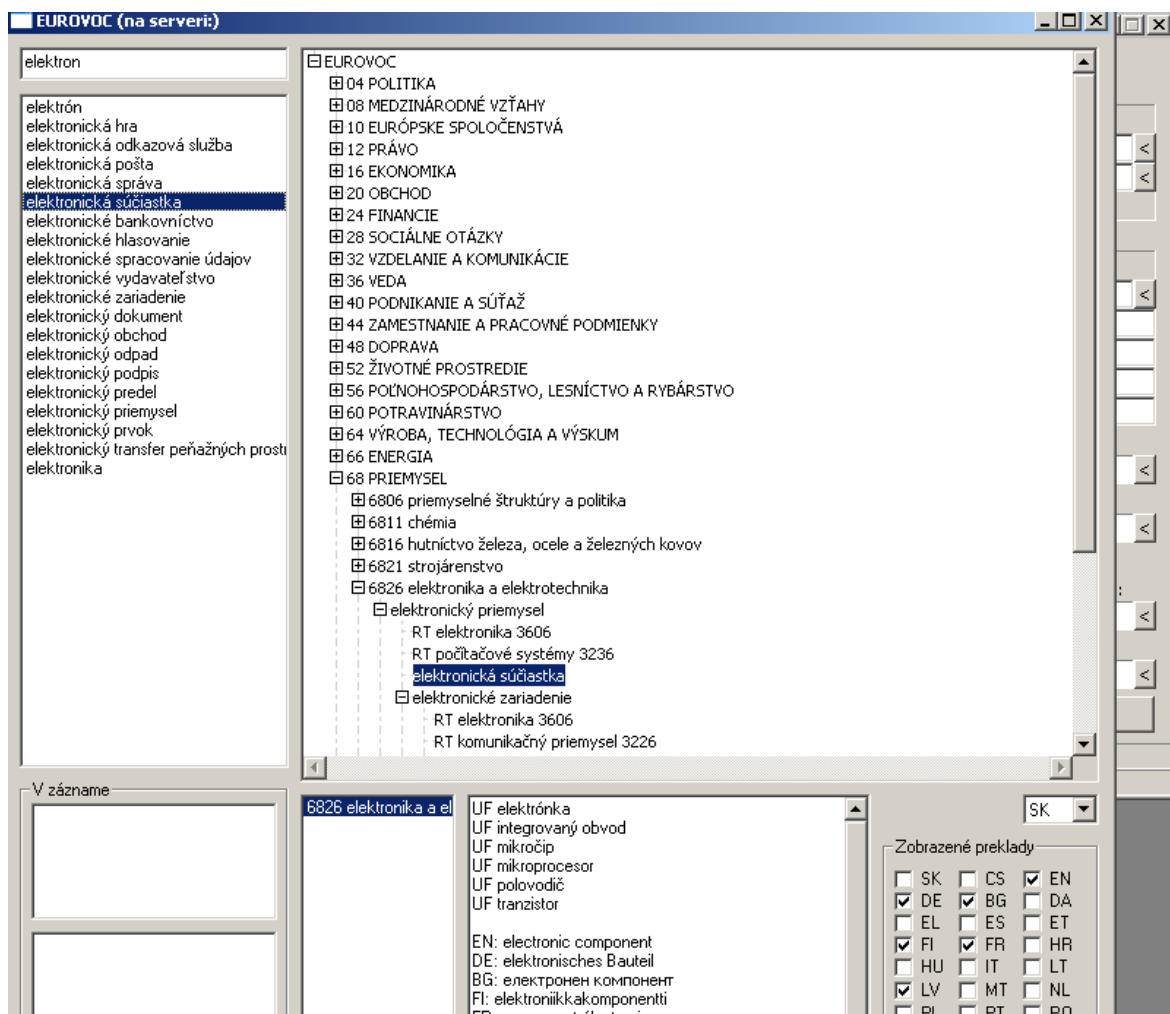 EUROVOC (na serveri:)
elektron
elektrón
elektronická hra
elektronická odkazová služba
elektronická pošta
elektronická správa
elektronická súčiastka
elektronické bankovníctvo
elektronické hlasovanie
elektronické spracovanie údajov
elektronické vydavateľstvo
elektronické zariadenie
elektronický dokument
elektronický obchod
elektronický odpad
elektronický podpis
elektronický predel
elektronický priemysel
elektronický prvok
elektronický transfer peňažných prostr
elektronika
EUROVOC
04 POLITIKA
08 MEDZINÁRODNÉ VZŤAHY
10 EURÓPSKE SPOLOČENSTVÁ
12 PRÁVO
16 EKONOMIKA
20 OBCHOD
24 FINANCIE
28 SOCIÁLNE OTÁZKY
32 VZDELANIE A KOMUNIKÁCIE
36 VEDA
40 PODNIKANIE A SÚŤAŽ
44 ZAMESTNANIE A PRACOVNÉ PODMIENKY
48 DOPRAVA
52 ŽIVOTNÉ PROSTREDIE
56 POĽNOHOSPODÁRSTVO, LESNÍCTVO A RYBÁRSTVO
60 POTRAVINÁRSTVO
64 VÝROBA, TECHNOLÓGIA A VÝSKUM
66 ENERGIA
68 PRIEMYSEL
6806 priemyselné štruktúry a politika
6811 chémia
6816 hutníctvo železa, ocele a železných kovov
6821 strojárenstvo
6826 elektronika a elektrotechnika
elektronický priemysel
RT elektronika 3606
RT počítačové systémy 3236
elektronická súčiastka
elektronické zariadenie
RT elektronika 3606
RT komunikačný priemysel 3226
V zázname
6826 elektronika a el
UF elektrónka
UF integrovaný obvod
UF mikročip
UF mikroprocesor
UF polovodič
UF tranzistor
EN: electronic component
DE: elektronisches Bauteil
BG: електронен компонент
FI: elektroniikkakomponentti
SK
Zobrazené preklady
SK CS EN
DE BG DA
EL ES ET
FI FR HR
HU IT LT
LV MT NL